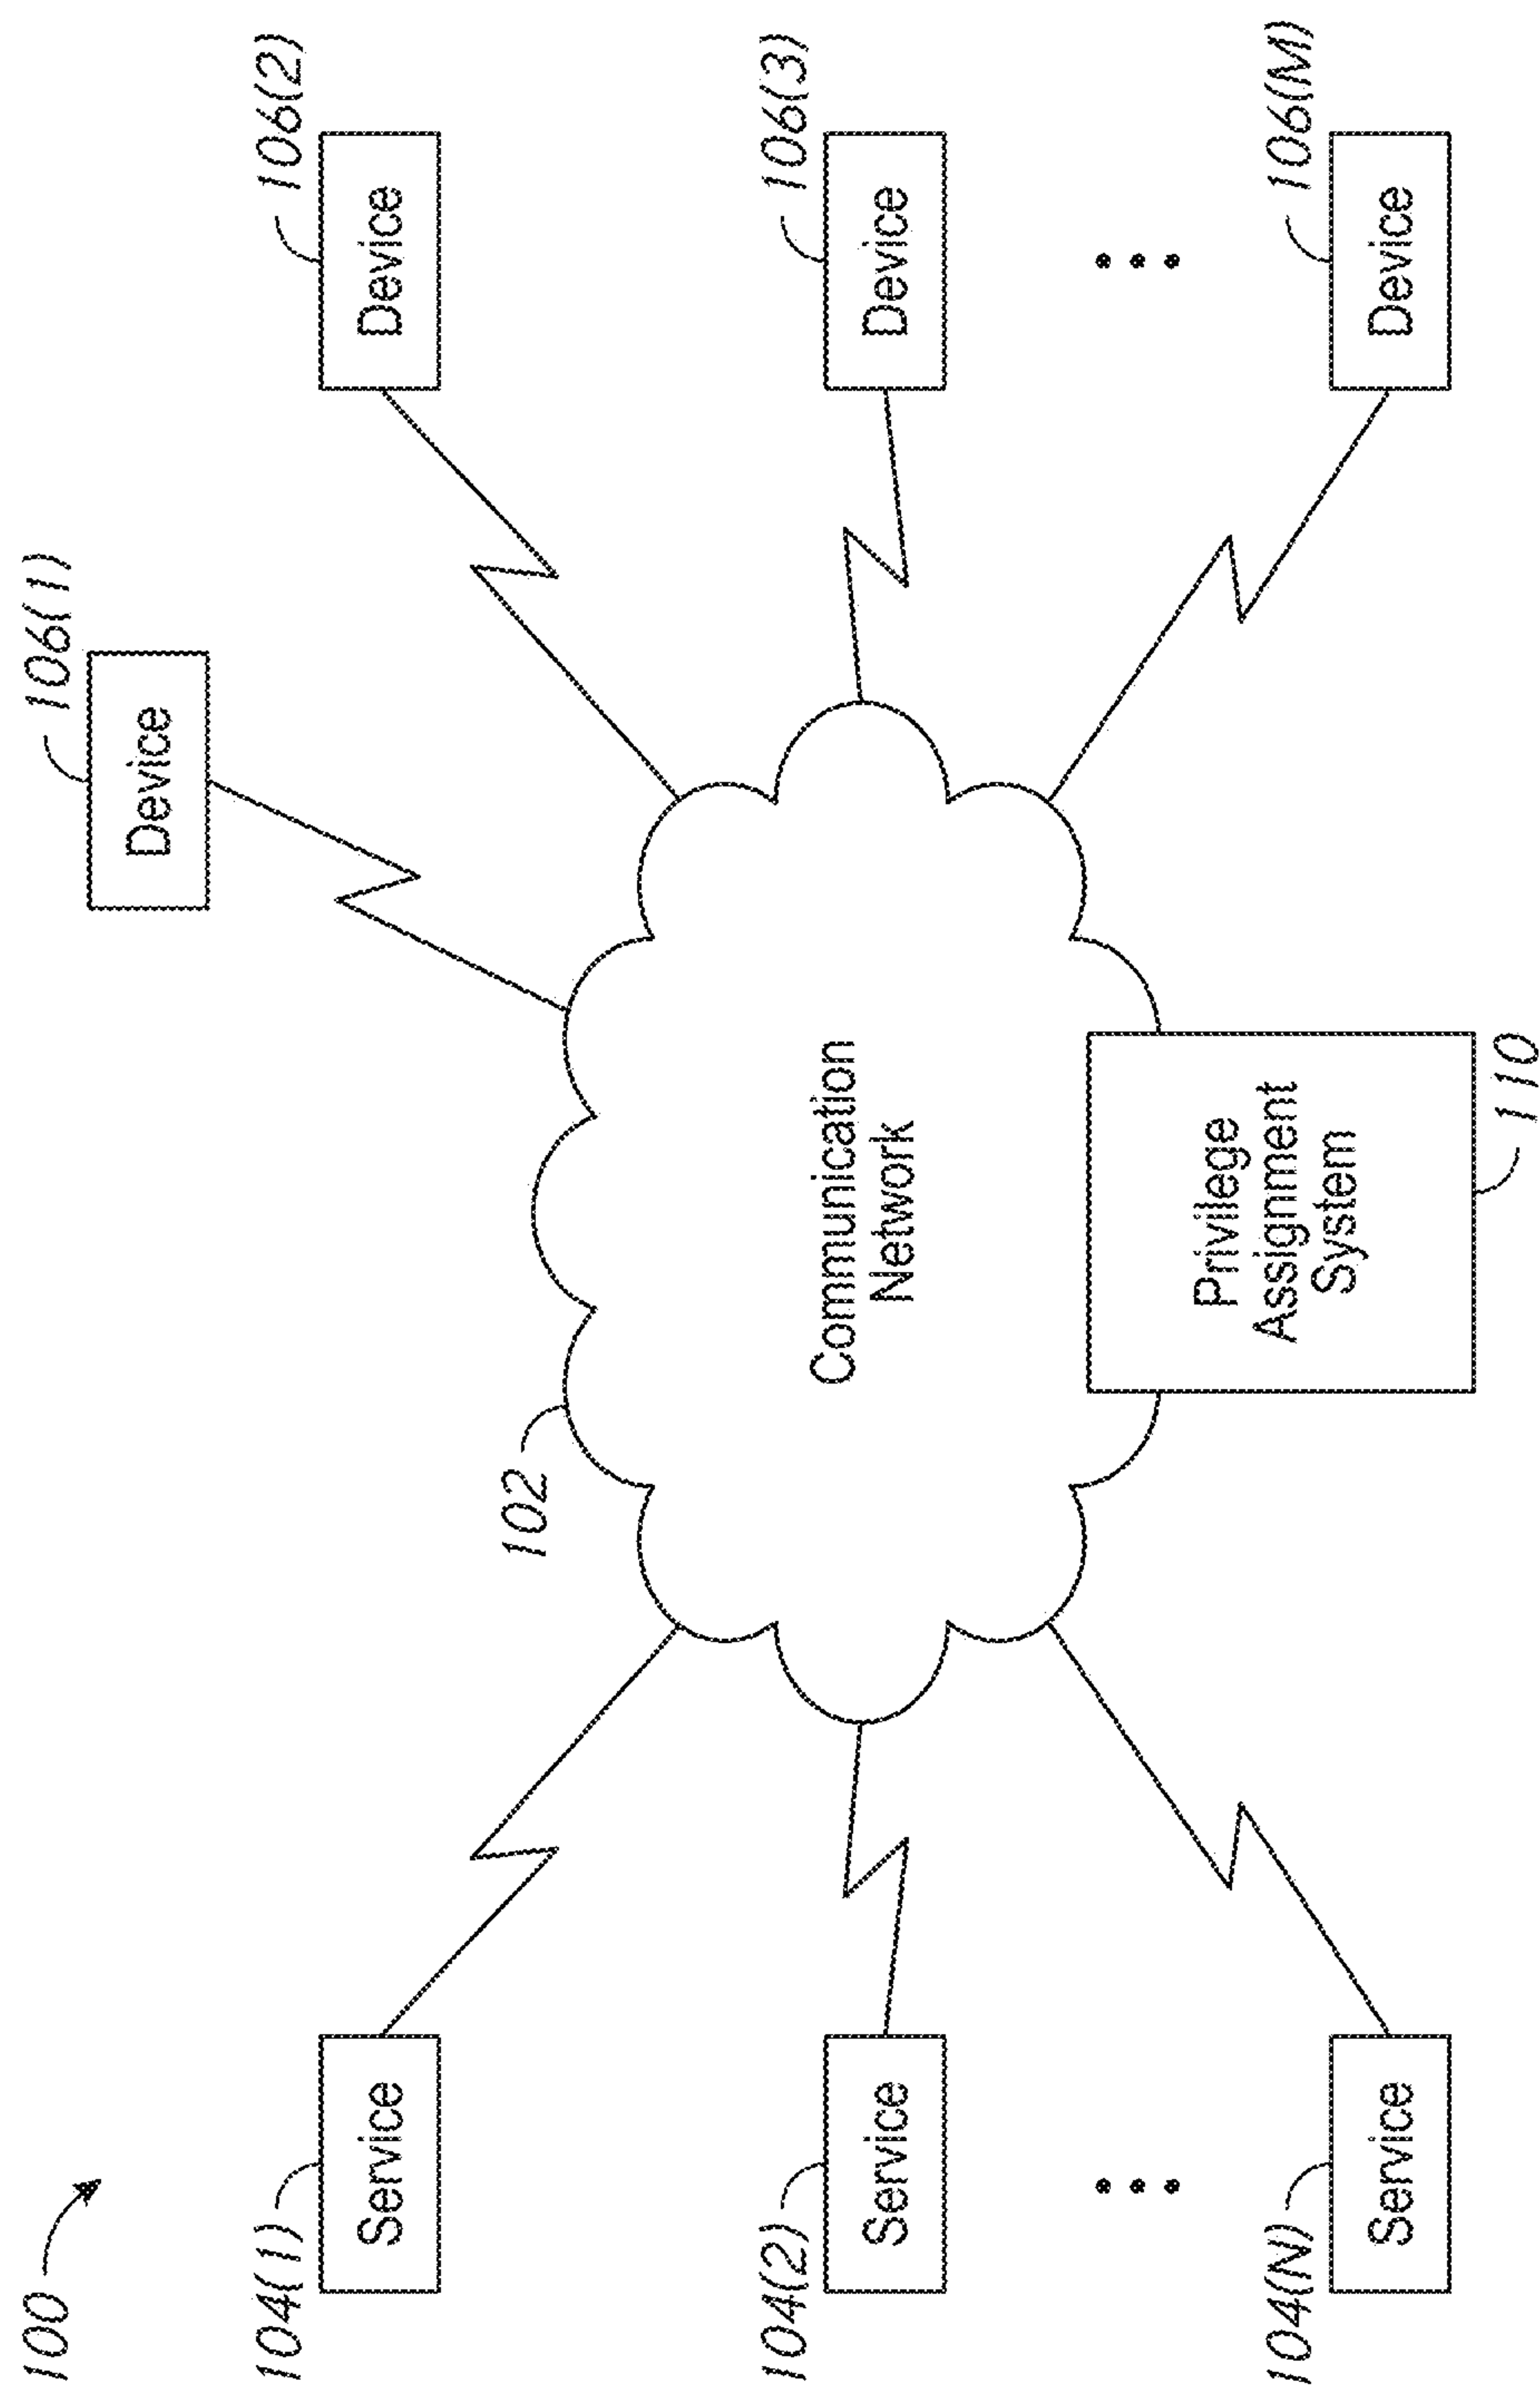 100
106(1)
Device
104(1)
Service
106(2)
Device
102
Communication
Network
104(2)
Service
106(3)
Device
Privilege
Assignment
System
110
104(N)
Service
106(M)
Device